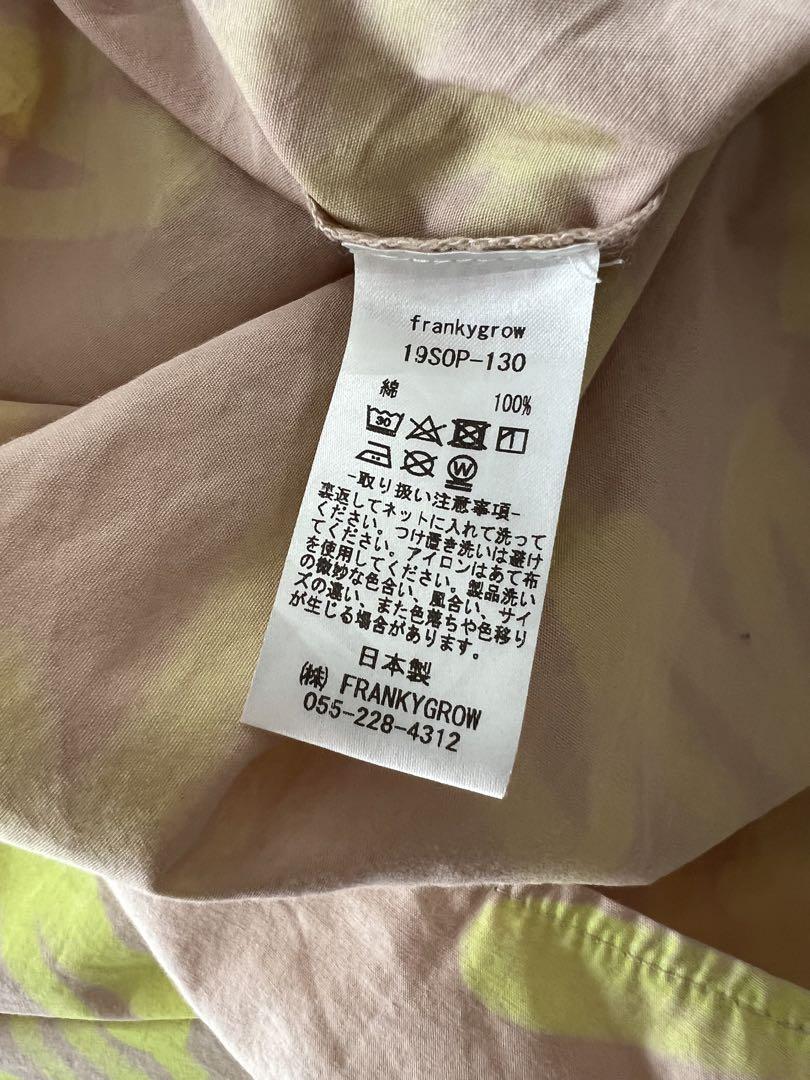 frankygrow
19SOP-130
綿 100%
30
W
-取り扱い注意事項-
裏返してネットに入れて洗って
ください。つけ置き洗いは避け
てください。アイロンはあて布
を使用してください。製品洗い
の微妙な色合い、風合い、サイ
ズの違い、また色落ちや色移り
が生じる場合があります。
日本製
㈱ FRANKYGROW
055-228-4312